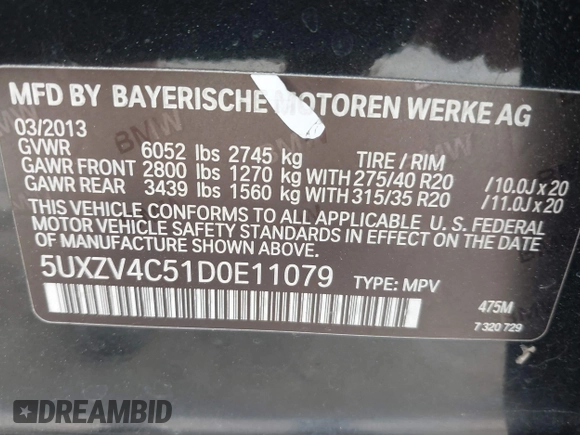 MFD BY BAYERISCHE MOTOREN WERKE AG
03/2013
GVWR 6052 lbs 2745 kg TIRE / RIM
GAWR FRONT 2800 lbs 1270 kg WITH 275/40 R20 /10.0J x 20
GAWR REAR 3439 lbs 1560 kg WITH 315/35 R20 /11.0J x 20
THIS VEHICLE CONFORMS TO ALL APPLICABLE U. S. FEDERAL
MOTOR VEHICLE SAFETY STANDARDS IN EFFECT ON THE DATE
OF MANUFACTURE SHOWN ABOVE.
5UXZV4C51D0E11079 TYPE: MPV
475M
7 320 729
DREAMBID